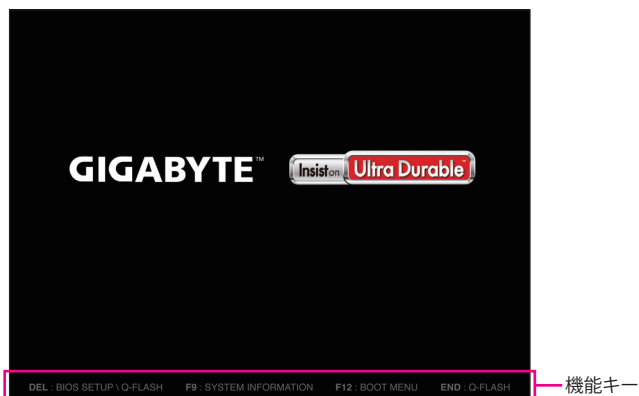 GIGABYTE™ Insist on Ultra Durable™
DEL : BIOS SETUP \ Q-FLASH F9 : SYSTEM INFORMATION F12 : BOOT MENU END : Q-FLASH
機能キー